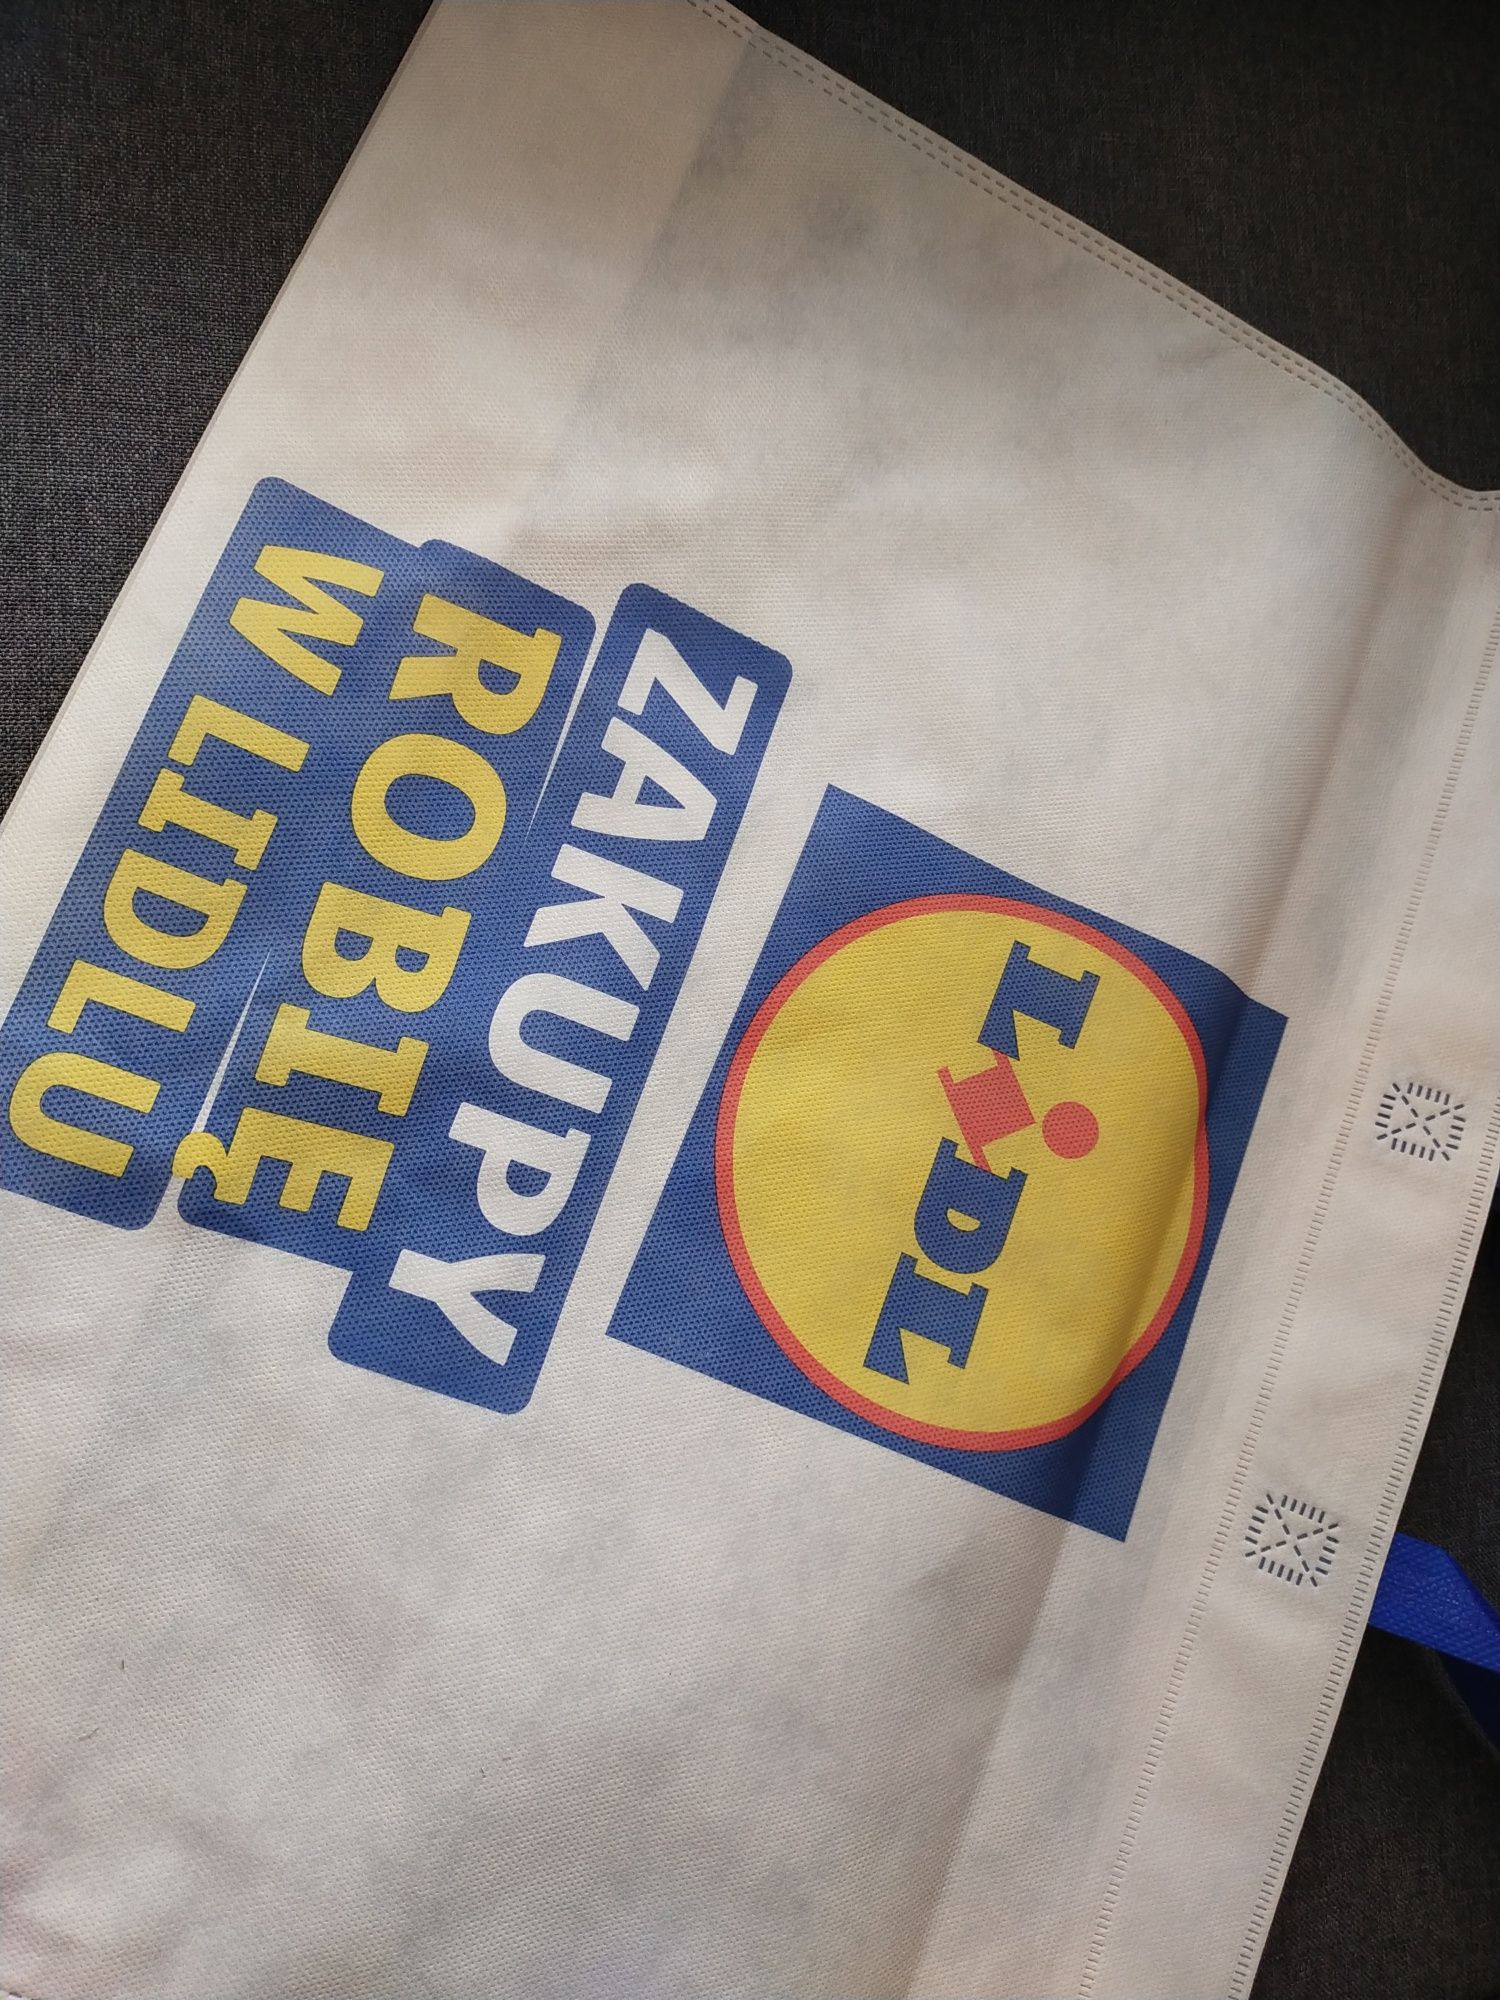 LiDL
ZAKUPY
ROBIĘ
W LIDLU